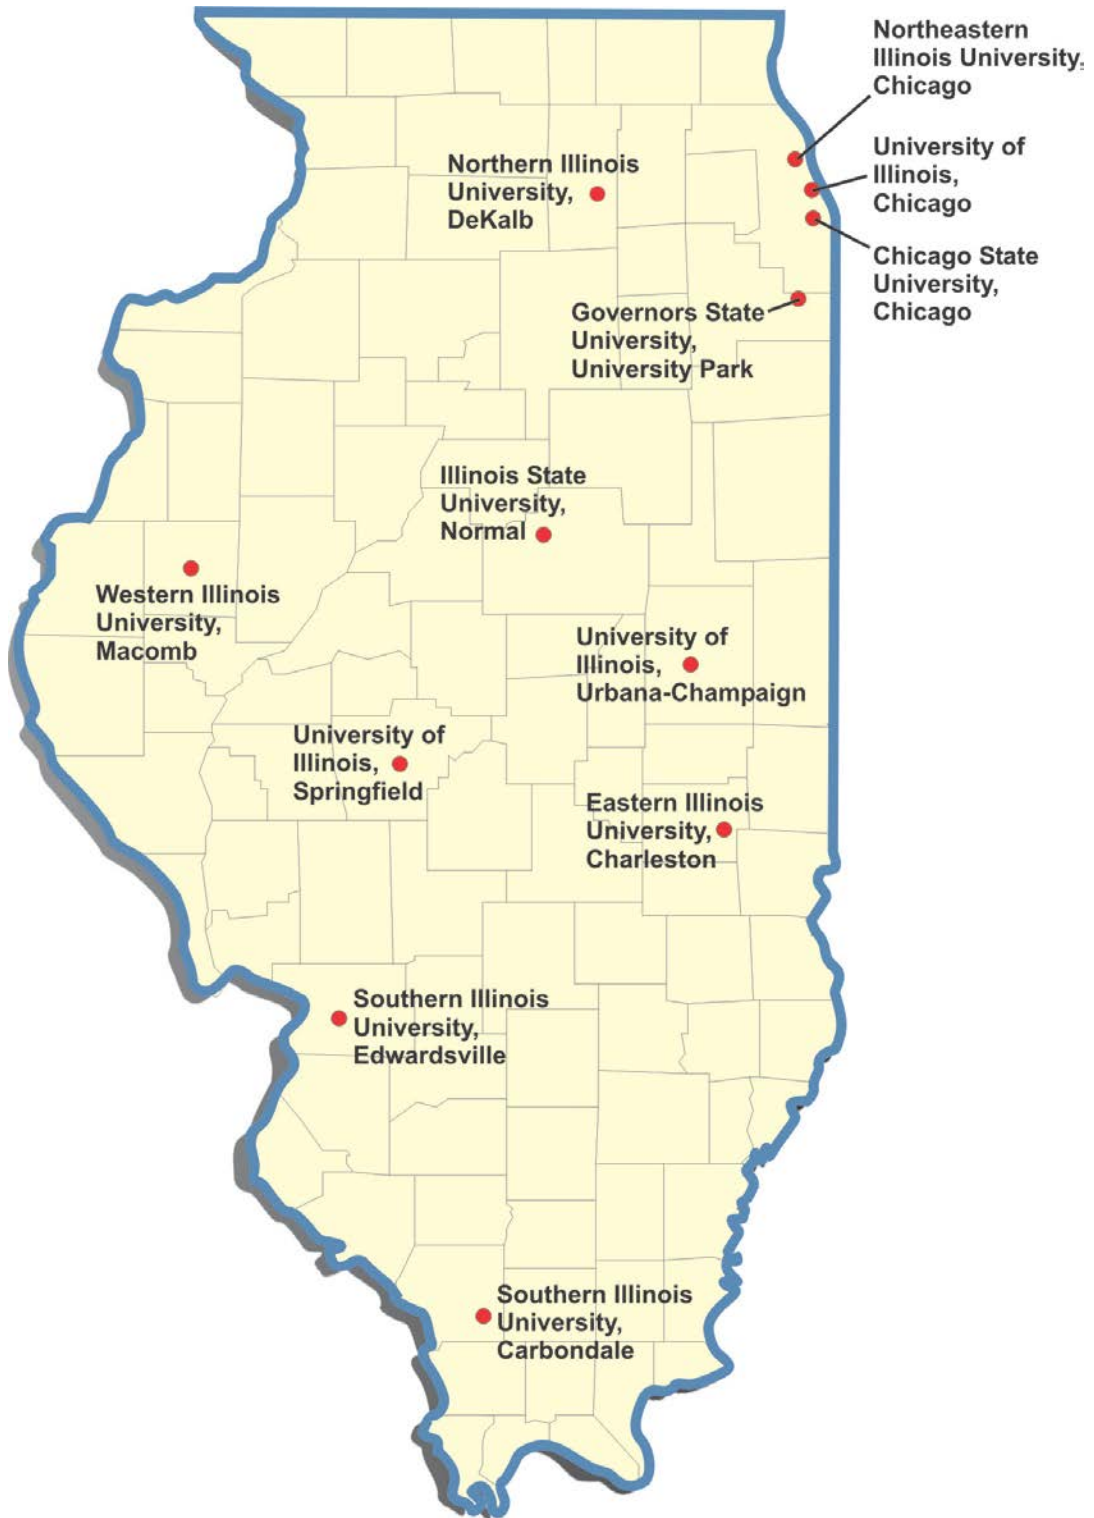 Northeastern
Illinois University,
Chicago
University of
Illinois,
Chicago
Chicago State
University,
Chicago
Northern Illinois
University,
DeKalb
Governors State
University,
University Park
Illinois State
University,
Normal
Western Illinois
University,
Macomb
University of
Illinois,
Urbana-Champaign
University of
Illinois,
Springfield
Eastern Illinois
University,
Charleston
Southern Illinois
University,
Edwardsville
Southern Illinois
University,
Carbondale